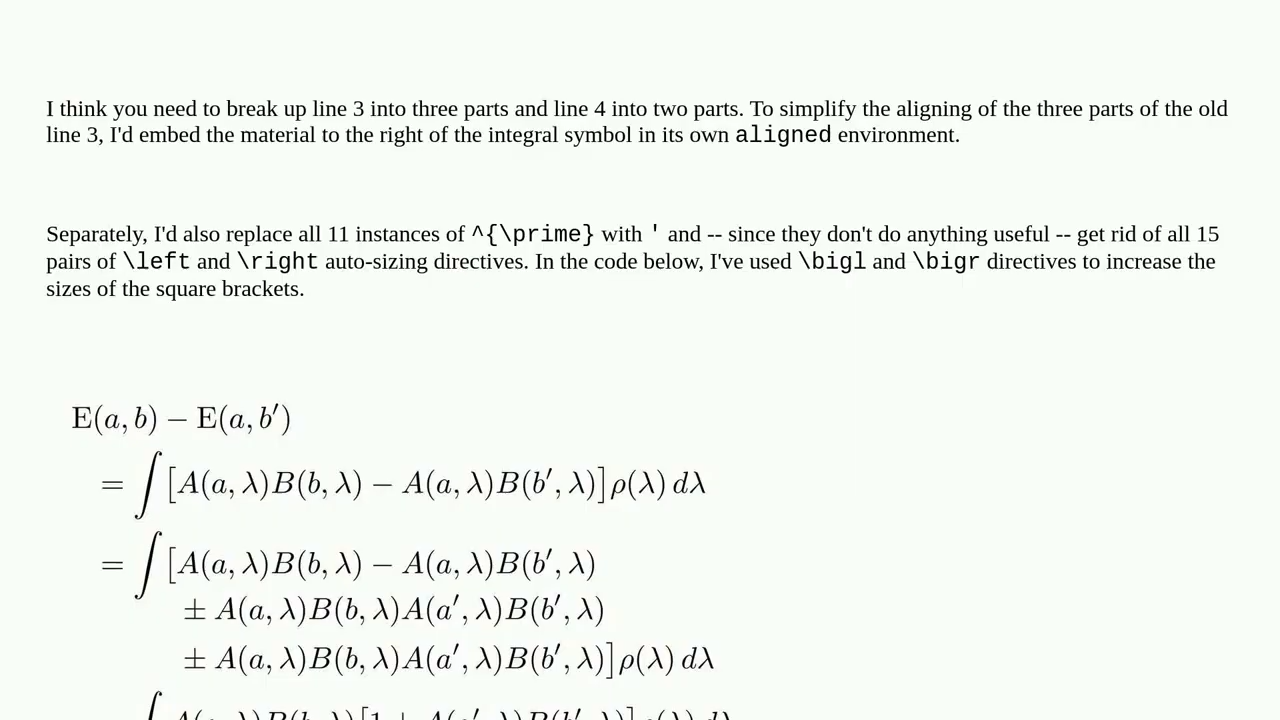 I think you need to break up line 3 into three parts and line 4 into two parts. To simplify the aligning of the three parts of the old
line 3, I'd embed the material to the right of the integral symbol in its own aligned environment.
Separately, I'd also replace all 11 instances of ^{\prime} with ' and -- since they don't do anything useful -- get rid of all 15
pairs of \left and \right auto-sizing directives. In the code below, I've used \bigl and \bigr directives to increase the
sizes of the square brackets.
E(a, b) − E(a, b′)
= ∫ [A(a, λ)B(b, λ) − A(a, λ)B(b′, λ)]ρ(λ) dλ
= ∫ [A(a, λ)B(b, λ) − A(a, λ)B(b′, λ)
± A(a, λ)B(b, λ)A(a′, λ)B(b′, λ)
± A(a, λ)B(b, λ)A(a′, λ)B(b′, λ)]ρ(λ) dλ